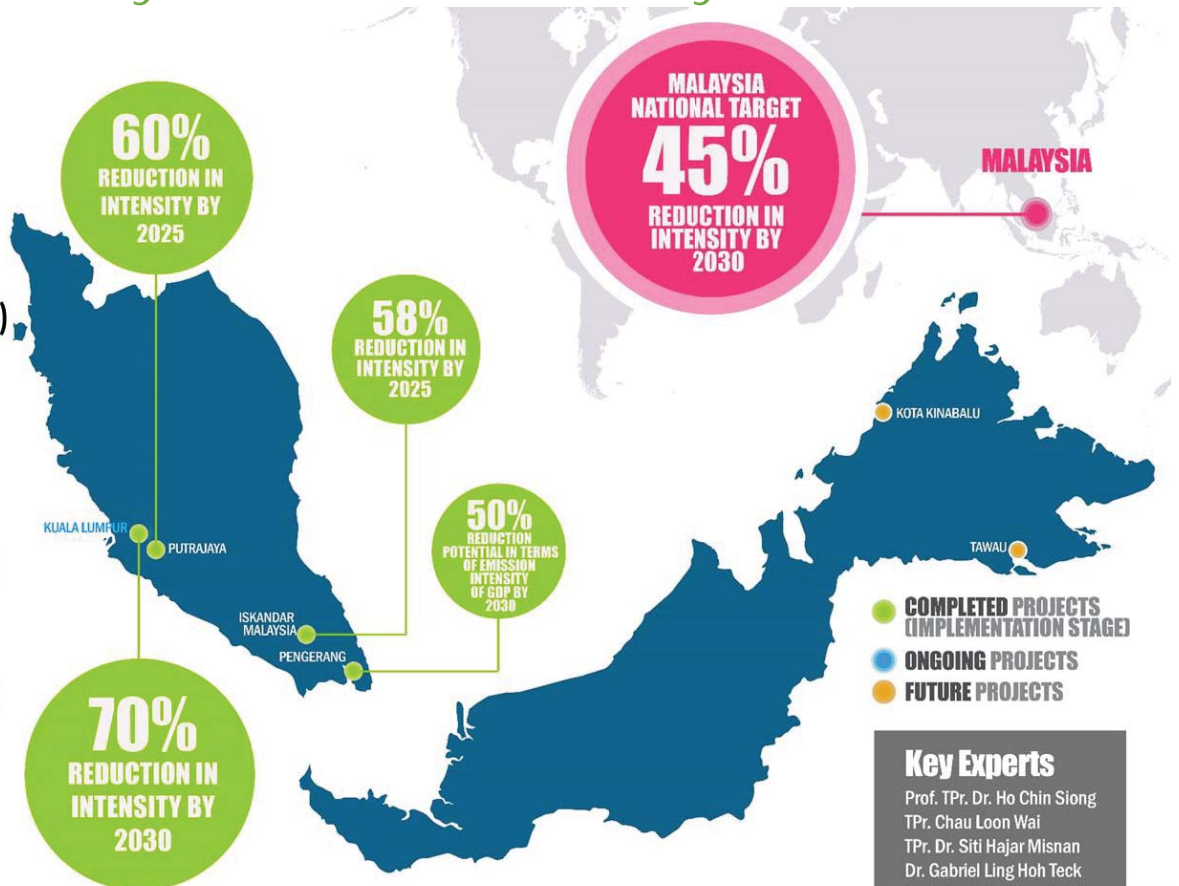 60%
REDUCTION IN
INTENSITY BY
2025
MALAYSIA
NATIONAL TARGET
45%
REDUCTION IN
INTENSITY BY
2030
MALAYSIA
)
58%
REDUCTION IN
INTENSITY BY
2025
KOTA KINABALU
50%
REDUCTION
POTENTIAL IN TERMS
OF EMISSION
INTENSITY
OF GDP BY
2030
KUALA LUMPUR
PUTRAJAYA
TAWAU
ISKANDAR
MALAYSIA
PENGERANG
COMPLETED PROJECTS
(IMPLEMENTATION STAGE)
ONGOING PROJECTS
FUTURE PROJECTS
70%
REDUCTION IN
INTENSITY BY
2030
Key Experts
Prof. TPr. Dr. Ho Chin Siong
TPr. Chau Loon Wai
TPr. Dr. Siti Hajar Misnan
Dr. Gabriel Ling Hoh Teck